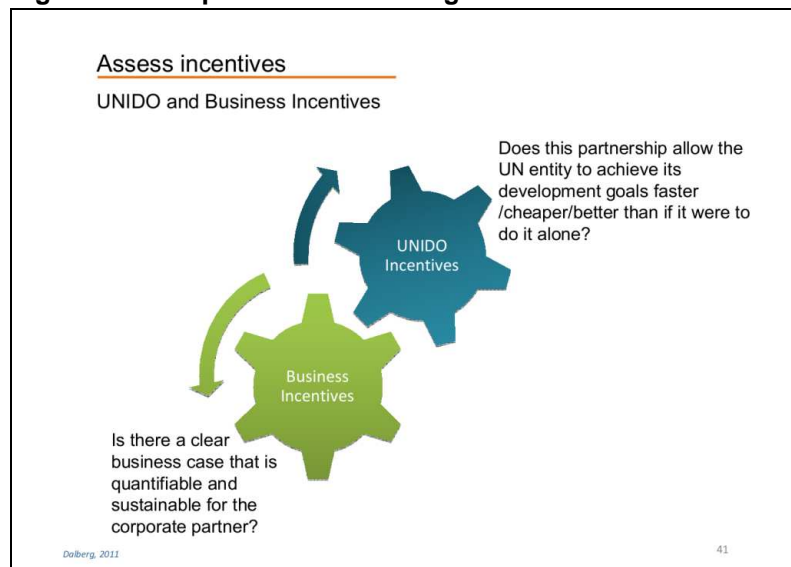 Assess incentives
UNIDO and Business Incentives
Does this partnership allow the
UN entity to achieve its
development goals faster
/cheaper/better than if it were to
do it alone?
UNIDO
Incentives
Business
Incentives
Is there a clear
business case that is
quantifiable and
sustainable for the
corporate partner?
Dalberg, 2011
41